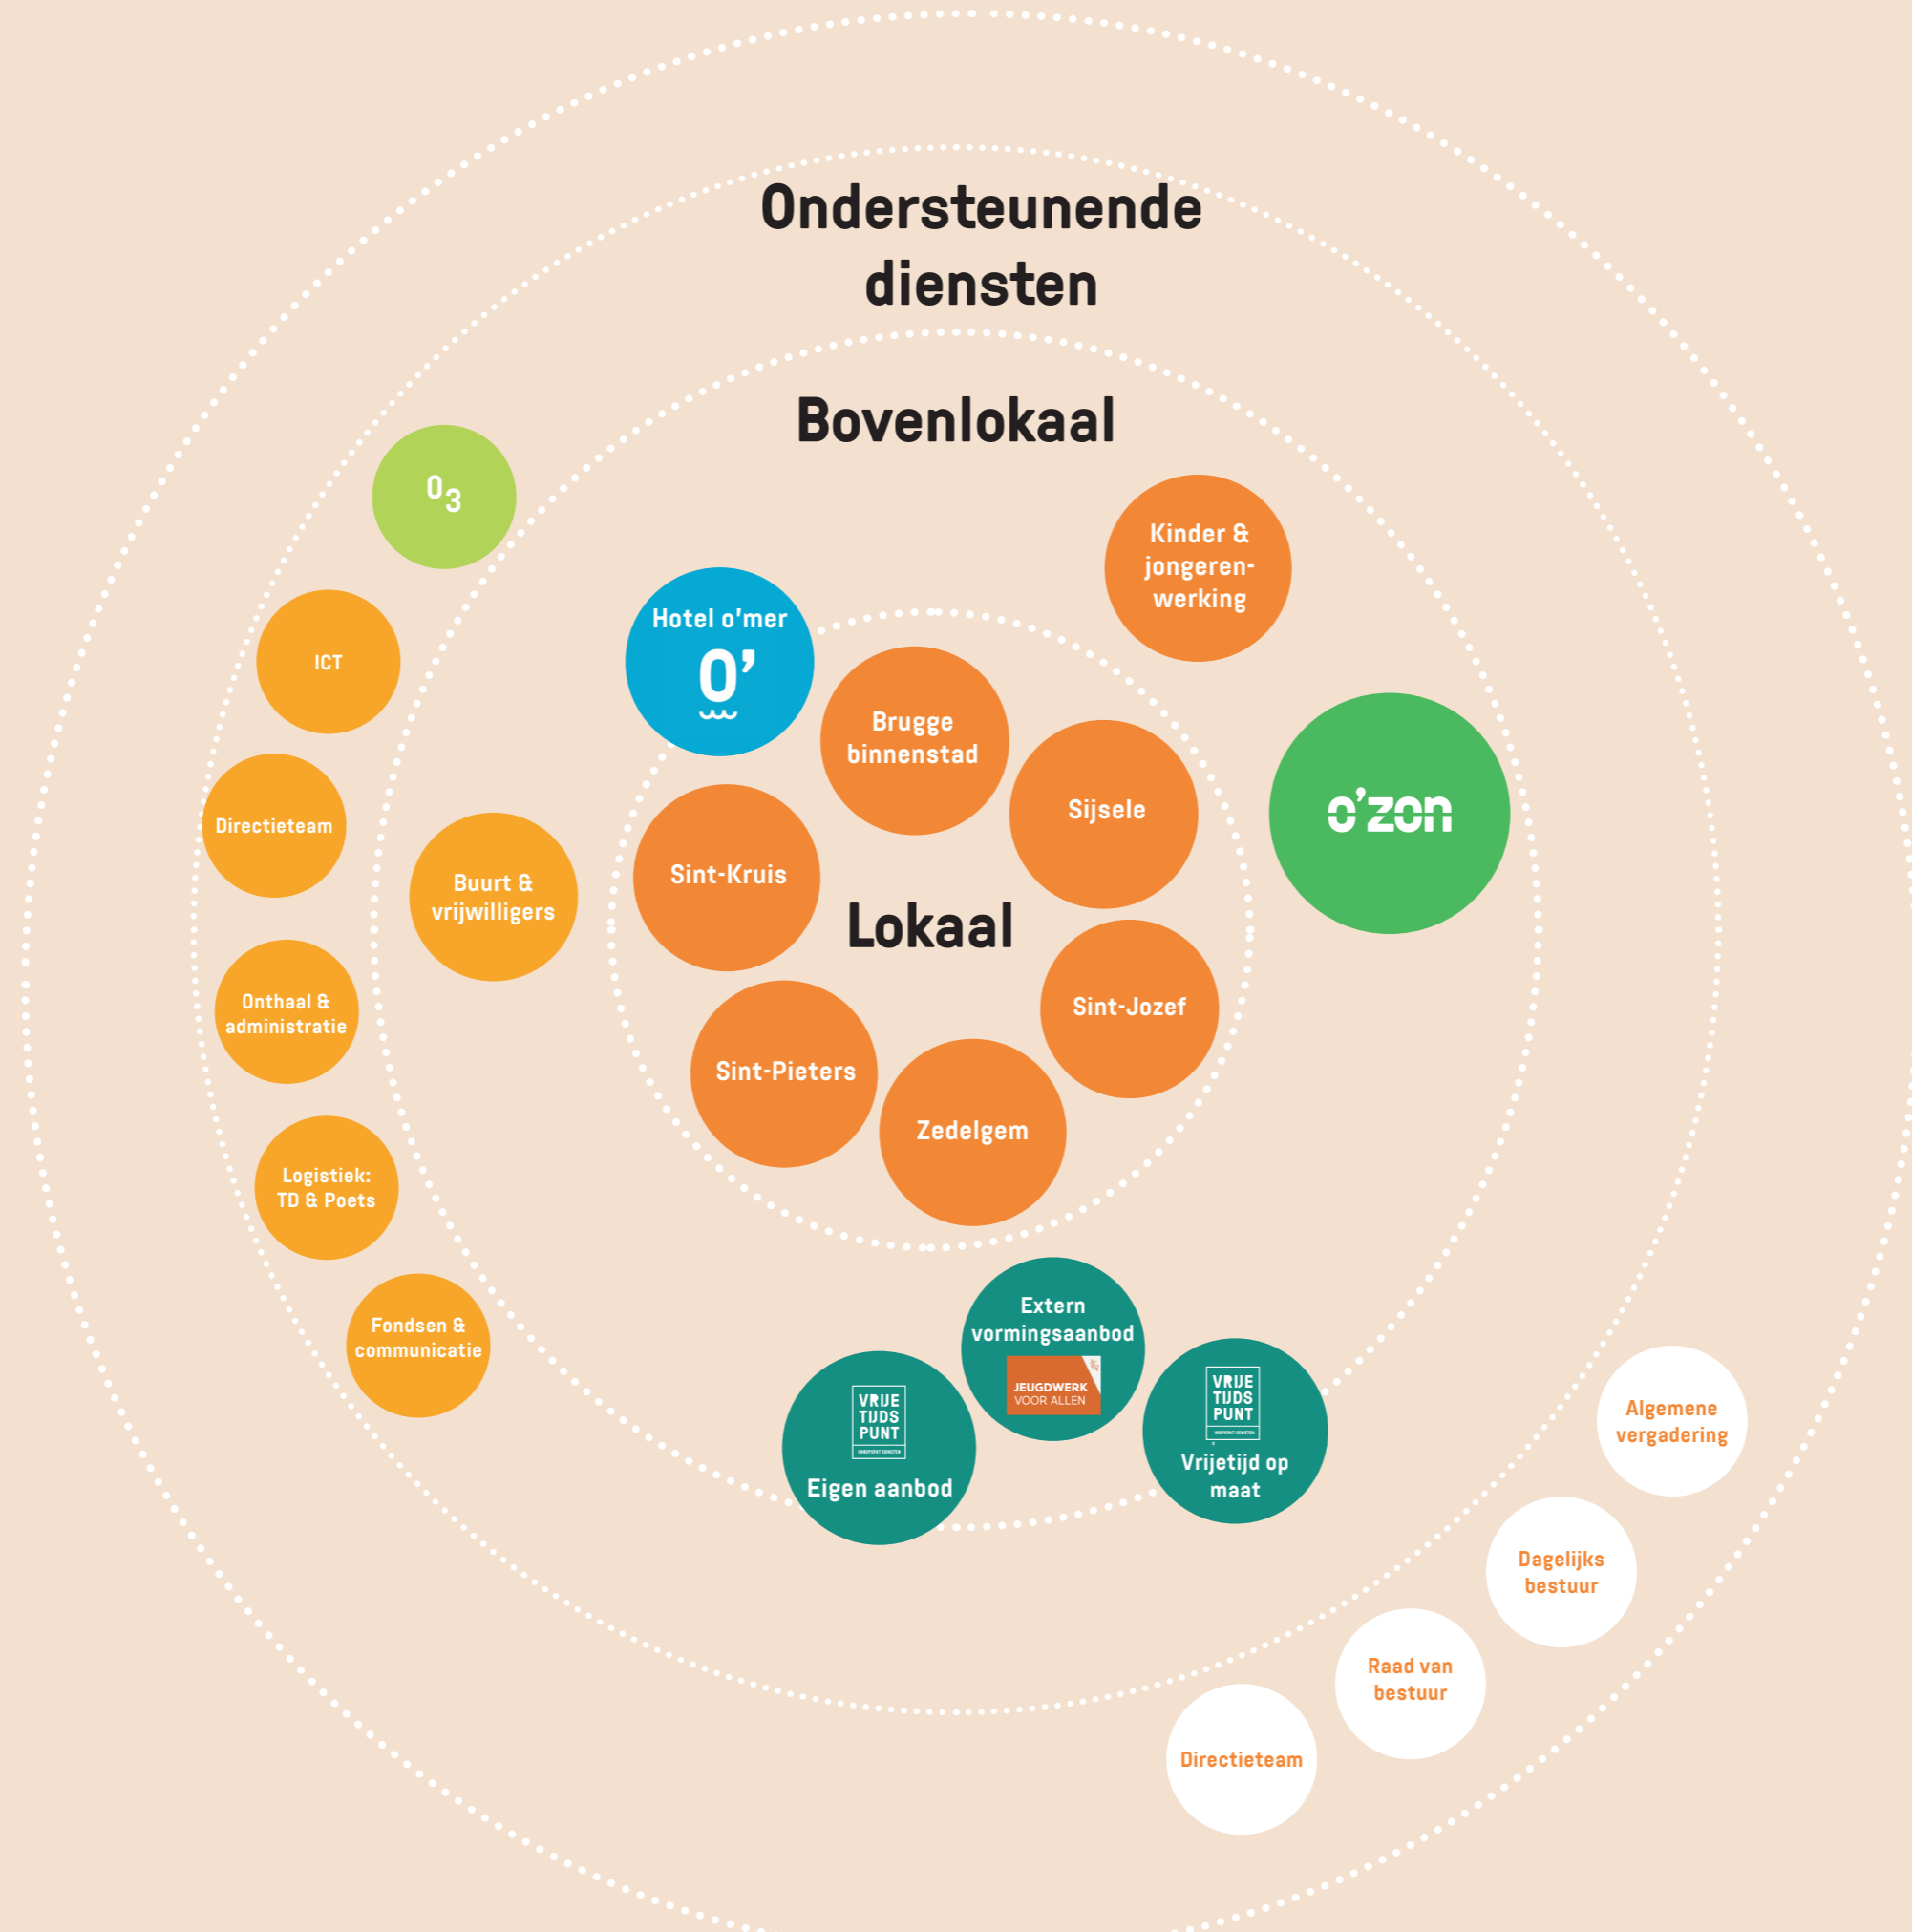 Ondersteunende
diensten
Bovenlokaal
O3
Kinder &
jongeren-
werking
Hotel o'mer
O'
ICT
Brugge
binnenstad
Sijsele
o'zon
Directieteam
Buurt &
vrijwilligers
Sint-Kruis
Lokaal
Onthaal &
administratie
Sint-Jozef
Sint-Pieters
Zedelgem
Logistiek:
TD & Poets
Fondsen &
communicatie
Extern
vormingsaanbod
JEUGDWERK
VOOR ALLEN
VRIJE
TIJDS
PUNT
Eigen aanbod
VRIJE
TIJDS
PUNT
Vrijetijd op
maat
Algemene
vergadering
Dagelijks
bestuur
Raad van
bestuur
Directieteam